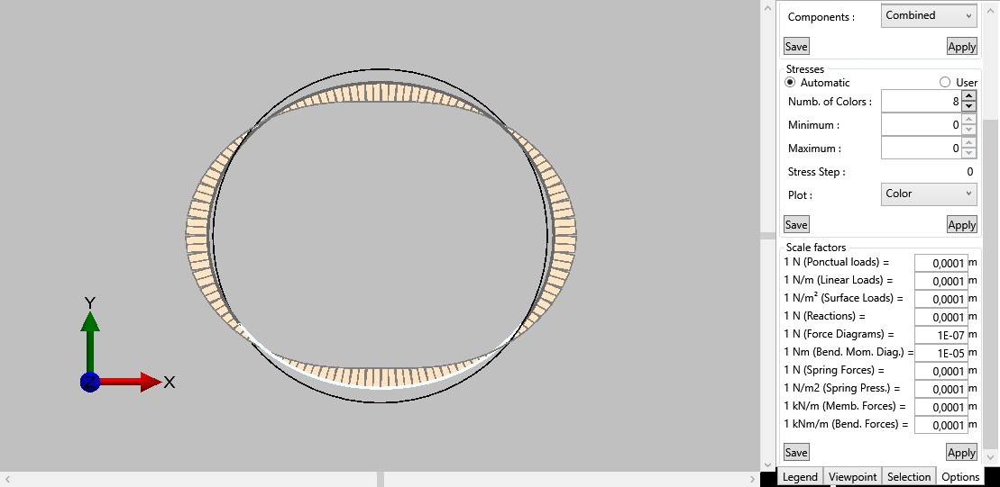 Components : Combined
Save Apply
Stresses
Automatic User
Numb. of Colors : 8
Minimum : 0
Maximum : 0
Stress Step : 0
Plot : Color
Save Apply
Scale factors
1 N (Ponctual loads) = 0,0001 m
1 N/m (Linear Loads) = 0,0001 m
1 N/m² (Surface Loads) = 0,0001 m
1 N (Reactions) = 0,0001 m
1 N (Force Diagrams) = 1E-07 m
1 Nm (Bend. Mom. Diag.) = 1E-05 m
1 N (Spring Forces) = 0,0001 m
1 N/m2 (Spring Press.) = 0,0001 m
1 kN/m (Memb. Forces) = 0,0001 m
1 kNm/m (Bend. Forces) = 0,0001 m
Save Apply
Legend Viewpoint Selection Options
Y
Z X